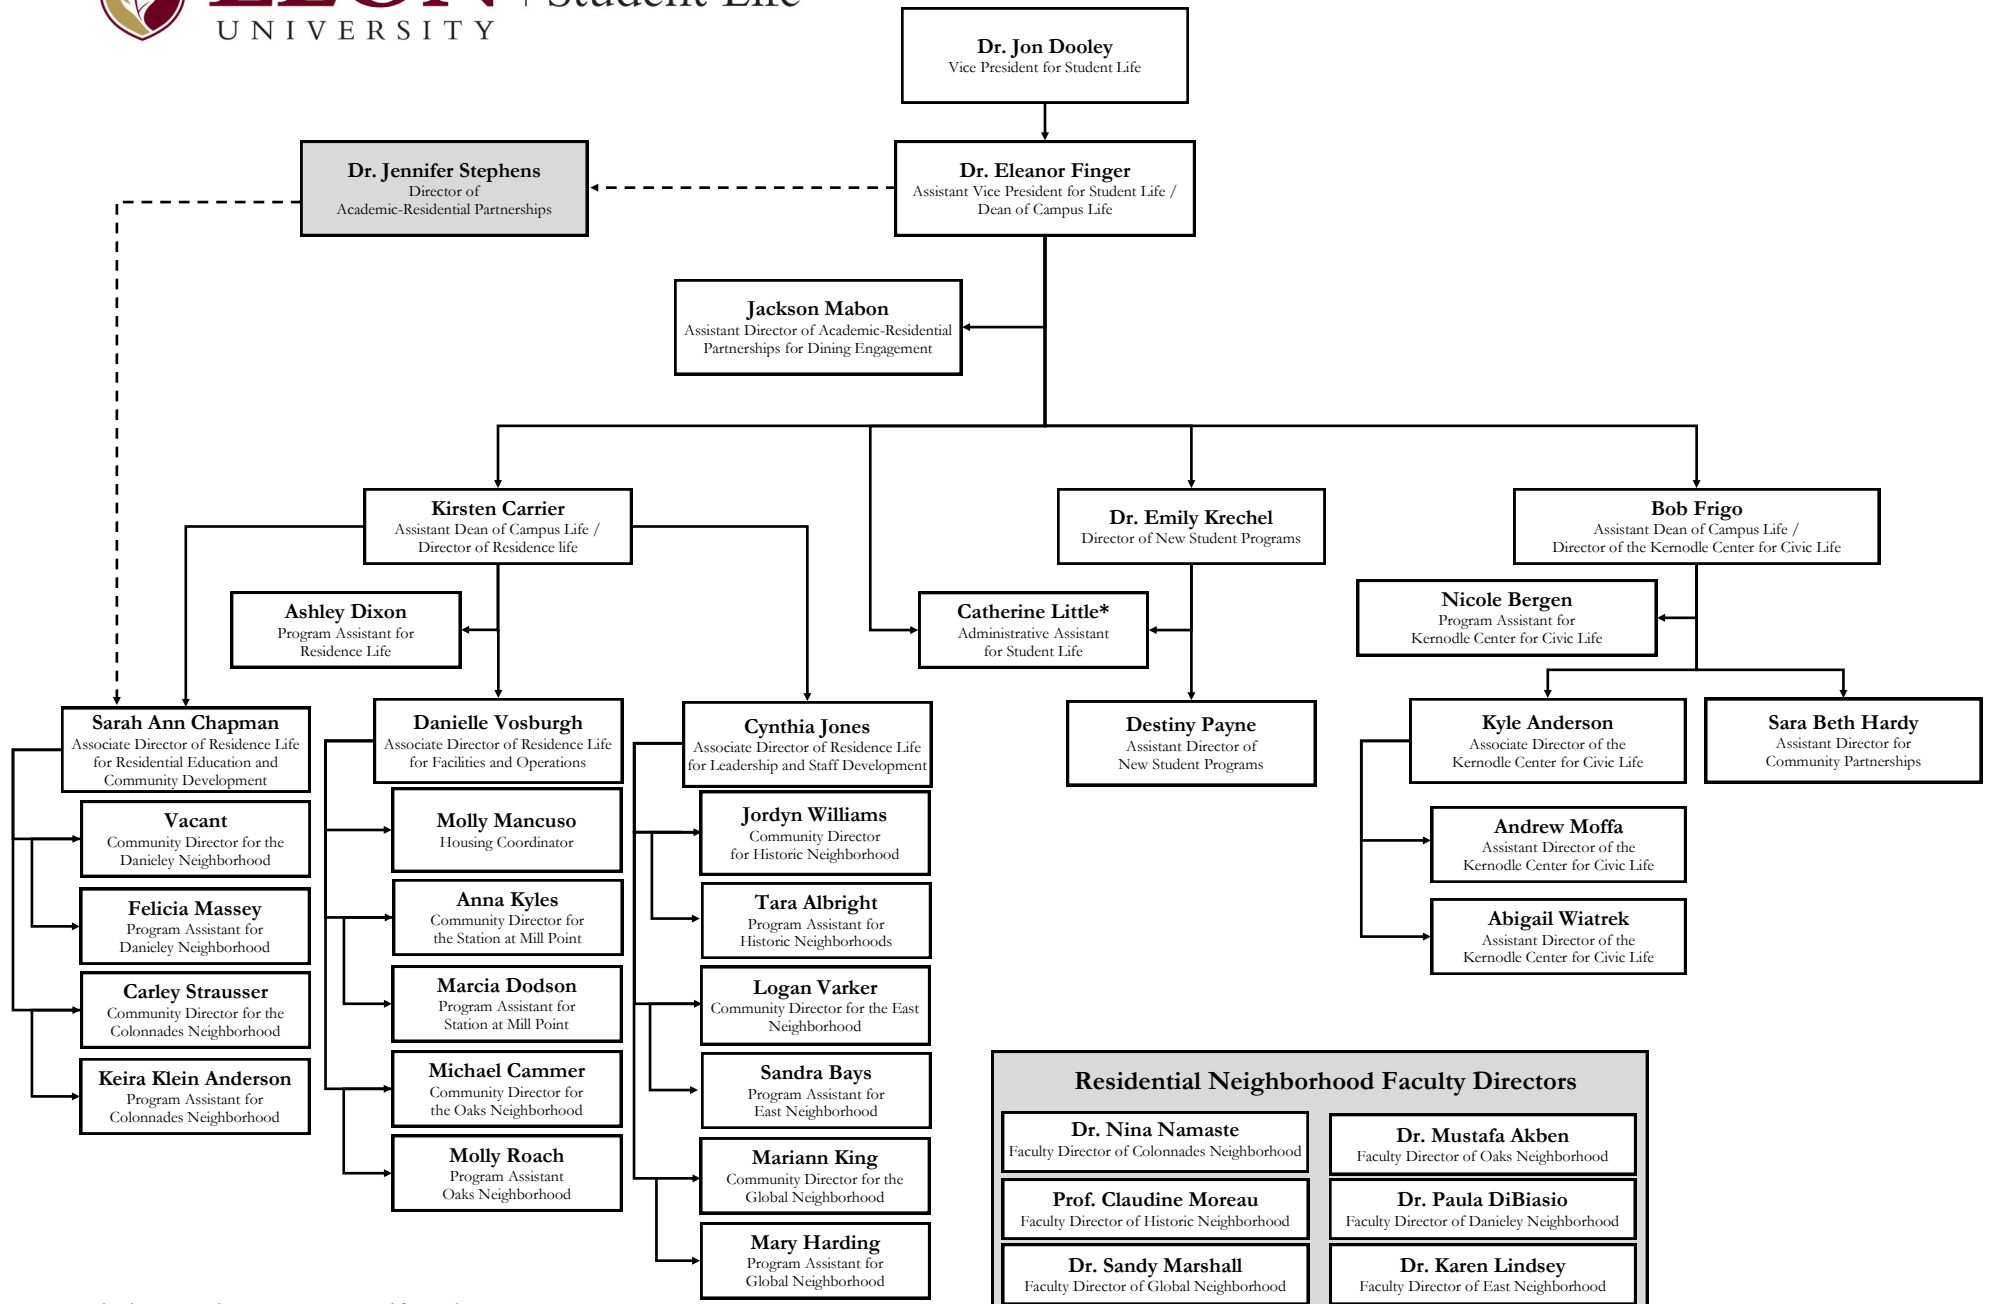 ELON | Student Life
UNIVERSITY
Dr. Jon Dooley
Vice President for Student Life
Dr. Jennifer Stephens
Director of
Academic-Residential Partnerships
Dr. Eleanor Finger
Assistant Vice President for Student Life /
Dean of Campus Life
Jackson Mabon
Assistant Director of Academic-Residential
Partnerships for Dining Engagement
Kirsten Carrier
Assistant Dean of Campus Life /
Director of Residence life
Dr. Emily Krechel
Director of New Student Programs
Bob Frigo
Assistant Dean of Campus Life /
Director of the Kernodle Center for Civic Life
Ashley Dixon
Program Assistant for
Residence Life
Catherine Little*
Administrative Assistant
for Student Life
Nicole Bergen
Program Assistant for
Kernodle Center for Civic Life
Sarah Ann Chapman
Associate Director of Residence Life
for Residential Education and
Community Development
Vacant
Community Director for the
Danieley Neighborhood
Felicia Massey
Program Assistant for
Danieley Neighborhood
Carley Strausser
Community Director for the
Colonnades Neighborhood
Keira Klein Anderson
Program Assistant for
Colonnades Neighborhood
Danielle Vosburgh
Associate Director of Residence Life
for Facilities and Operations
Molly Mancuso
Housing Coordinator
Anna Kyles
Community Director for
the Station at Mill Point
Marcia Dodson
Program Assistant for
Station at Mill Point
Michael Cammer
Community Director for
the Oaks Neighborhood
Molly Roach
Program Assistant
Oaks Neighborhood
Cynthia Jones
Associate Director of Residence Life
for Leadership and Staff Development
Jordyn Williams
Community Director
for Historic Neighborhood
Tara Albright
Program Assistant for
Historic Neighborhoods
Logan Varker
Community Director for the East
Neighborhood
Sandra Bays
Program Assistant for
East Neighborhood
Mariann King
Community Director for the
Global Neighborhood
Mary Harding
Program Assistant for
Global Neighborhood
Destiny Payne
Assistant Director of
New Student Programs
Kyle Anderson
Associate Director of the
Kernodle Center for Civic Life
Andrew Moffa
Assistant Director of the
Kernodle Center for Civic Life
Abigail Wiatrek
Assistant Director of the
Kernodle Center for Civic Life
Sara Beth Hardy
Assistant Director for
Community Partnerships
Residential Neighborhood Faculty Directors
Dr. Nina Namaste
Faculty Director of Colonnades Neighborhood
Dr. Mustafa Akben
Faculty Director of Oaks Neighborhood
Prof. Claudine Moreau
Faculty Director of Historic Neighborhood
Dr. Paula DiBiasio
Faculty Director of Danieley Neighborhood
Dr. Sandy Marshall
Faculty Director of Global Neighborhood
Dr. Karen Lindsey
Faculty Director of East Neighborhood